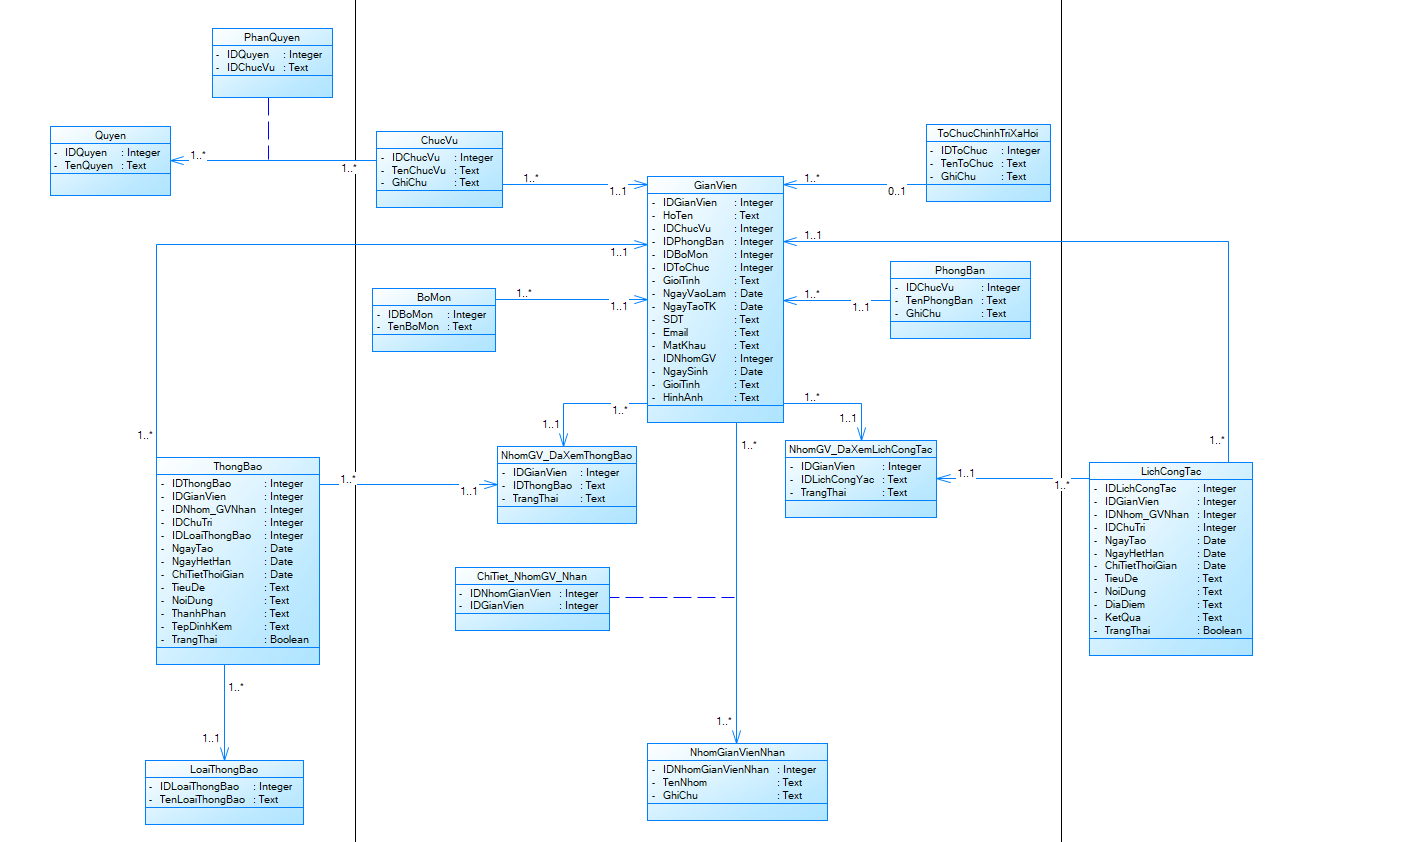 PhanQuyen
- IDQuyen : Integer
- IDChucVu : Text
Quyen
- IDQuyen : Integer
- TenQuyen : Text
1..*
1..*
ChucVu
- IDChucVu : Integer
- TenChucVu : Text
- GhiChu : Text
1..*
1..1
ToChucChinhTriXaHoi
- IDToChuc : Integer
- TenToChuc : Text
- GhiChu : Text
1..*
0..1
GianVien
- IDGianVien : Integer
- HoTen : Text
- IDChucVu : Integer
- IDPhongBan : Integer
- IDBoMon : Integer
- IDToChuc : Integer
- GioiTinh : Text
- NgayVaoLam : Date
- NgayTaoTK : Date
- SDT : Text
- Email : Text
- MatKhau : Text
- IDNhomGV : Integer
- NgaySinh : Date
- GioiTinh : Text
- HinhAnh : Text
1..1
1..1
BoMon
- IDBoMon : Integer
- TenBoMon : Text
1..*
1..1
PhongBan
- IDChucVu : Integer
- TenPhongBan : Text
- GhiChu : Text
1..*
1..1
1..*
1..1
1..*
1..1
1..*
1..*
1..*
NhomGV_DaXemThongBao
- IDGianVien : Integer
- IDThongBao : Text
- TrangThai : Text
NhomGV_DaXemLichCongTac
- IDGianVien : Integer
- IDLichCongYac : Text
- TrangThai : Text
ThongBao
- IDThongBao : Integer
- IDGianVien : Integer
- IDNhom_GVNhan : Integer
- IDChuTri : Integer
- IDLoaiThongBao : Integer
- NgayTao : Date
- NgayHetHan : Date
- ChiTietThoiGian : Date
- TieuDe : Text
- NoiDung : Text
- ThanhPhan : Text
- TepDinhKem : Text
- TrangThai : Boolean
1..*
1..1
1..1
1..*
LichCongTac
- IDLichCongTac : Integer
- IDGianVien : Integer
- IDNhom_GVNhan : Integer
- IDChuTri : Integer
- NgayTao : Date
- NgayHetHan : Date
- ChiTietThoiGian : Date
- TieuDe : Text
- NoiDung : Text
- DiaDiem : Text
- KetQua : Text
- TrangThai : Boolean
ChiTiet_NhomGV_Nhan
- IDNhomGianVien : Integer
- IDGianVien : Integer
1..*
1..1
1..*
LoaiThongBao
- IDLoaiThongBao : Integer
- TenLoaiThongBao : Text
NhomGianVienNhan
- IDNhomGianVienNhan : Integer
- TenNhom : Text
- GhiChu : Text